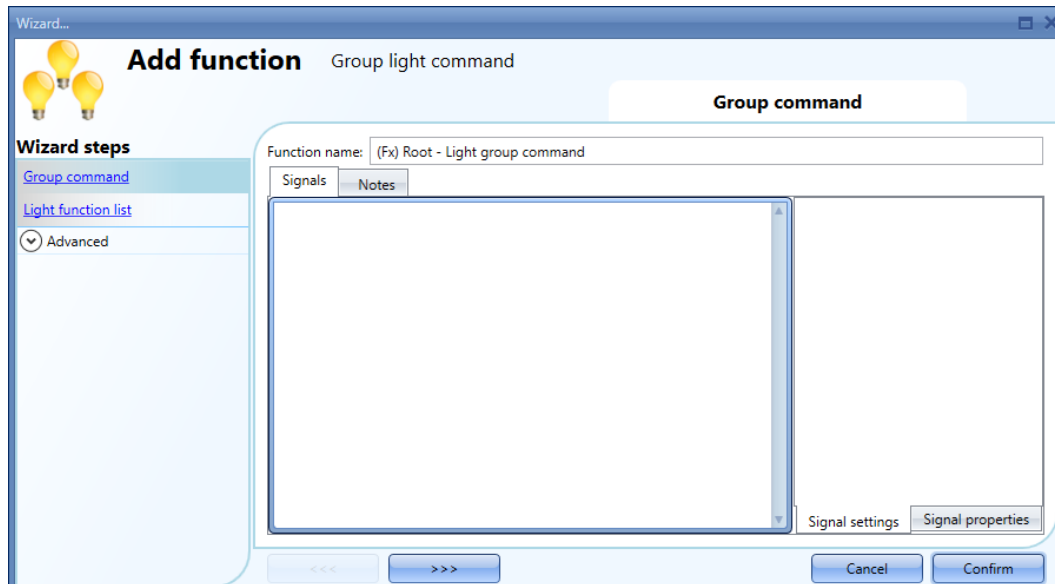 Wizard...
Add function Group light command
Group command
Wizard steps
Group command
Light function list
Advanced
Function name: (Fx) Root - Light group command
Signals Notes
Signal settings Signal properties
<<< >>> Cancel Confirm